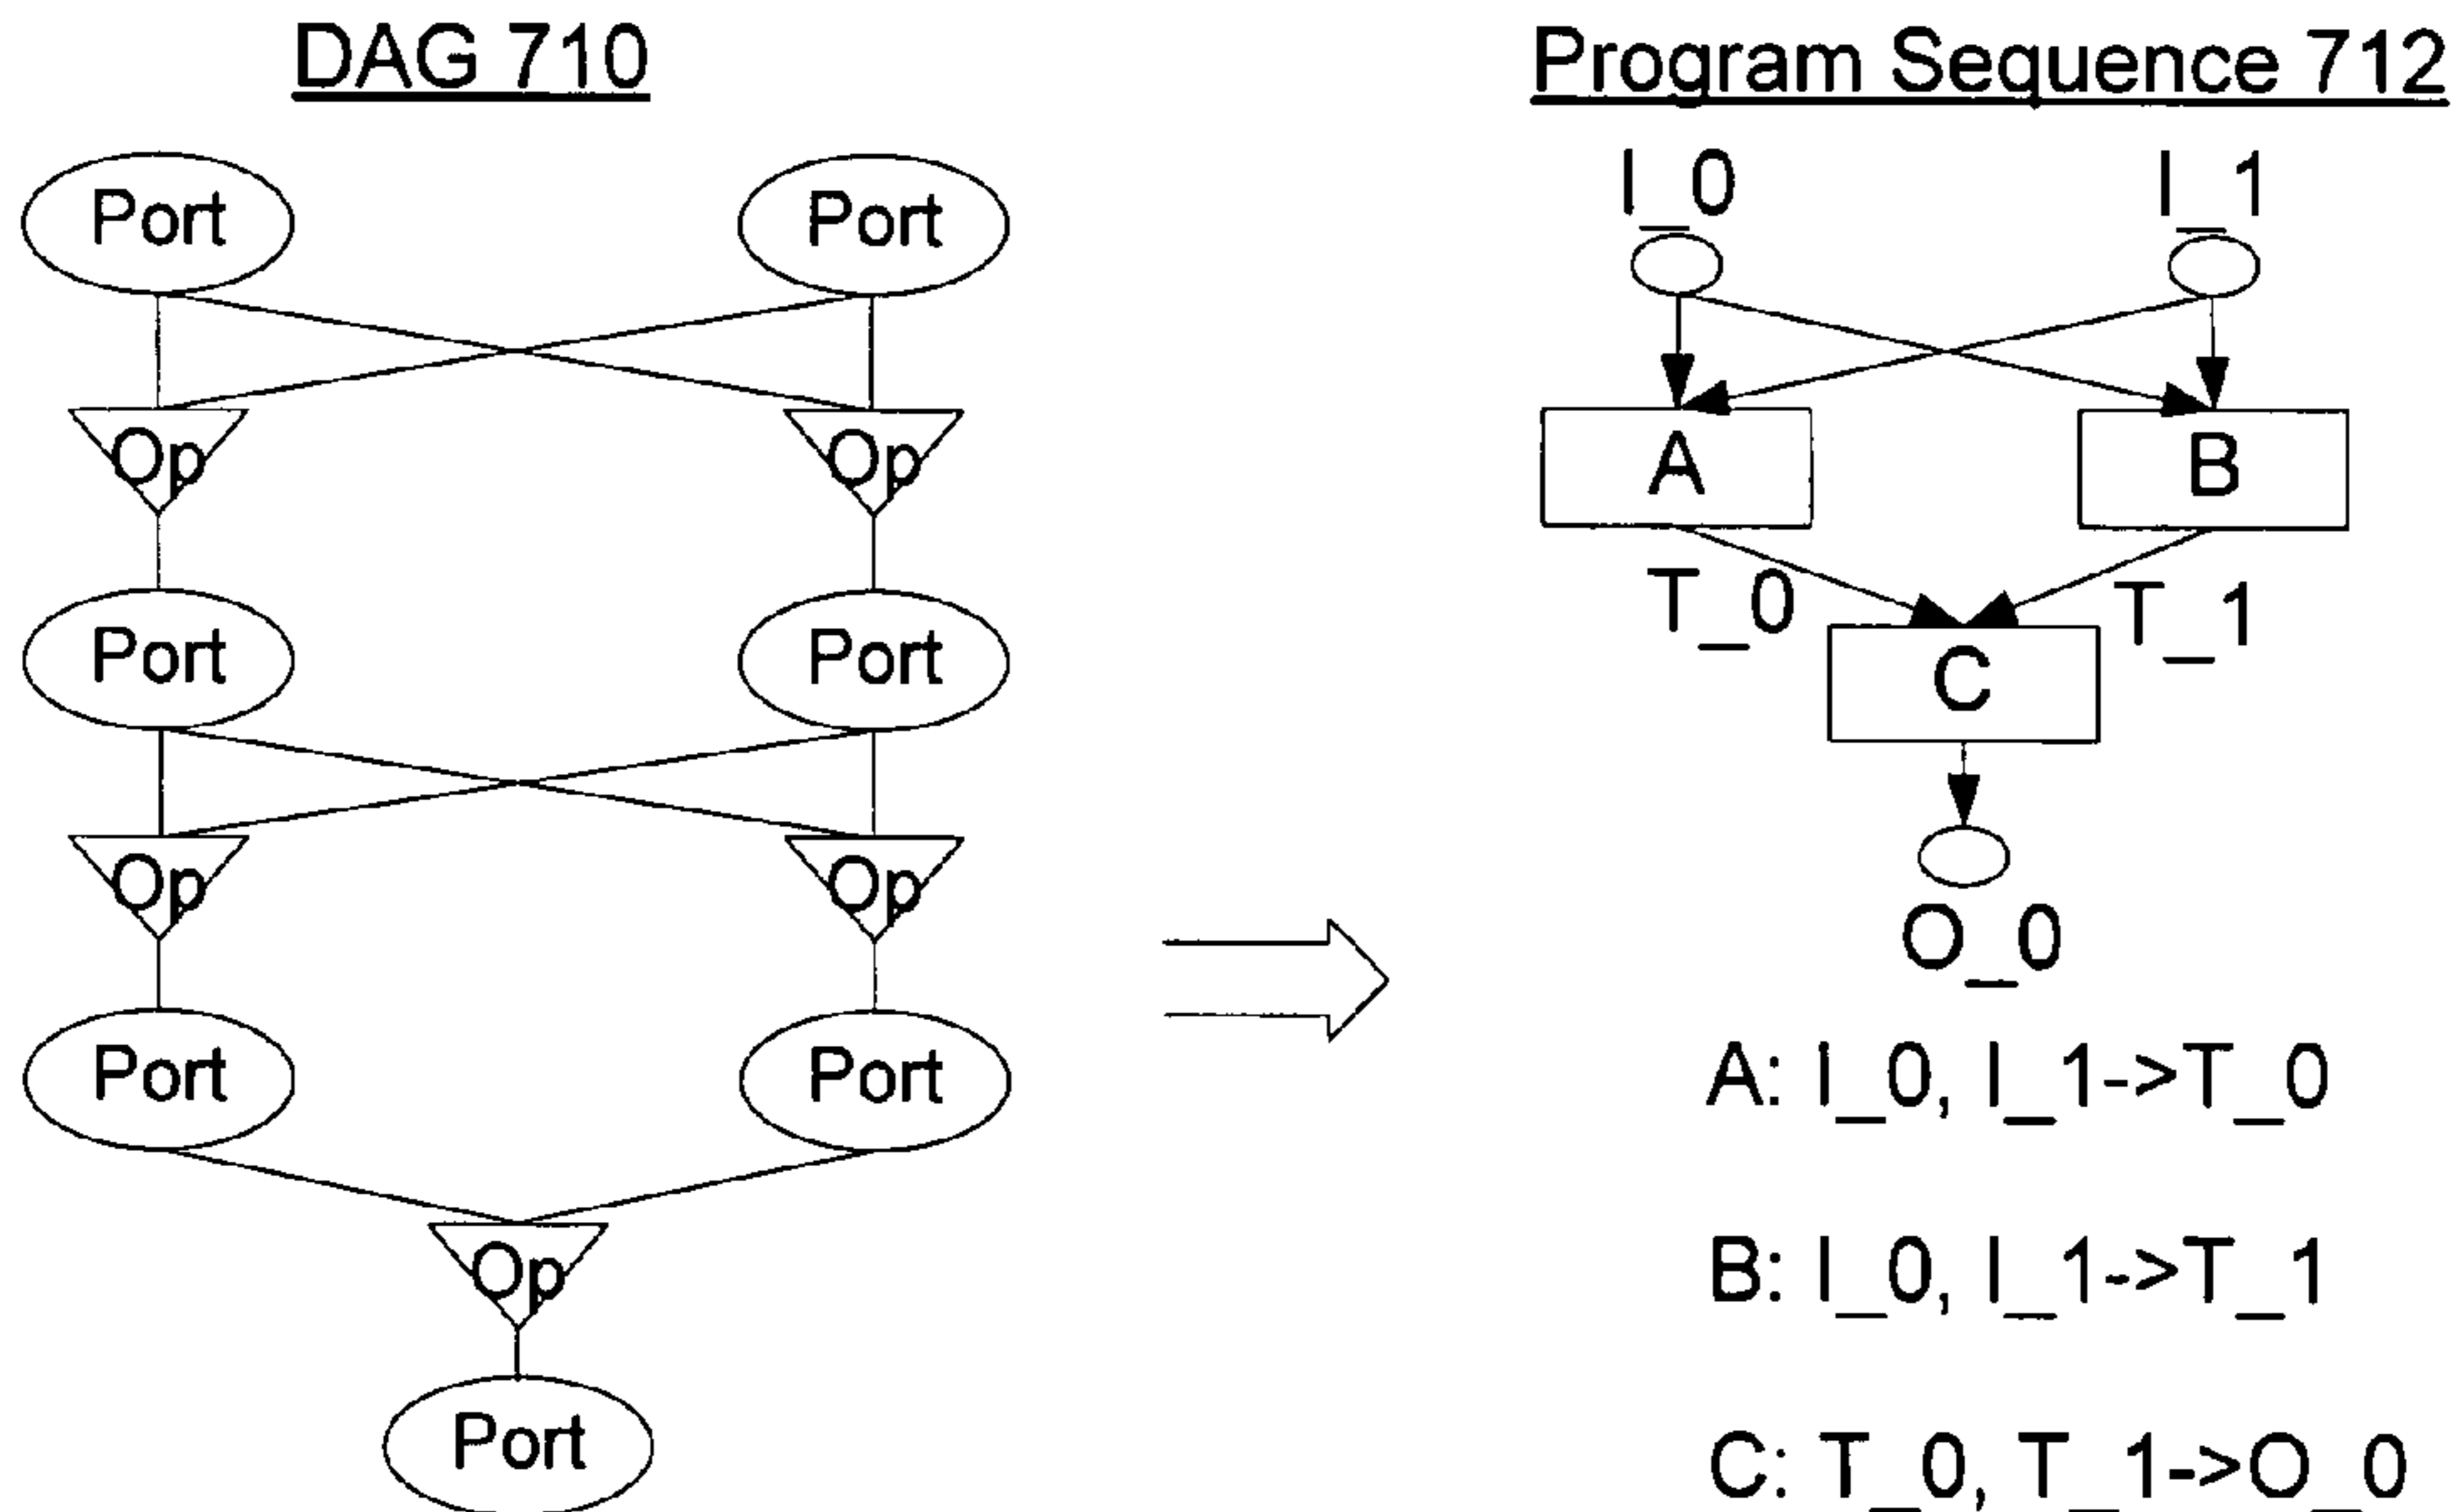 DAG 710
Port Port
Op Op
Port Port
Op Op
Port Port
Op
Port
Program Sequence 712
I_0 I_1
A B
T_0 T_1
C
O_0
A: I_0, I_1->T_0
B: I_0, I_1->T_1
C: T_0, T_1->O_0